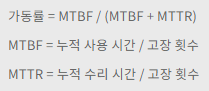 가동률 = MTBF / (MTBF + MTTR)
MTBF = 누적 사용 시간 / 고장 횟수
MTTR = 누적 수리 시간 / 고장 횟수